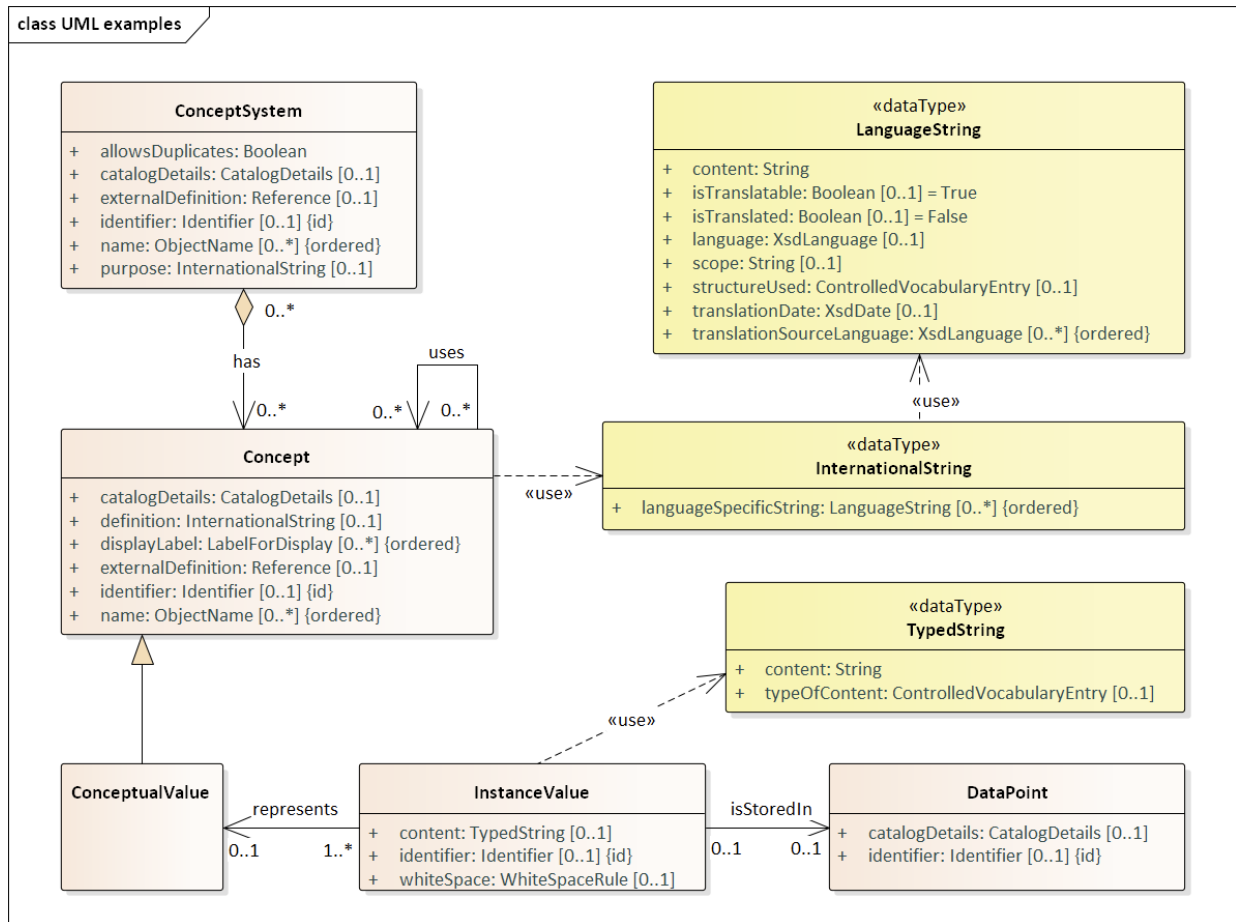 class UML examples
ConceptSystem
+ allowsDuplicates: Boolean
+ catalogDetails: CatalogDetails [0..1]
+ externalDefinition: Reference [0..1]
+ identifier: Identifier [0..1] {id}
+ name: ObjectName [0..*] {ordered}
+ purpose: InternationalString [0..1]
«dataType»
LanguageString
+ content: String
+ isTranslatable: Boolean [0..1] = True
+ isTranslated: Boolean [0..1] = False
+ language: XsdLanguage [0..1]
+ scope: String [0..1]
+ structureUsed: ControlledVocabularyEntry [0..1]
+ translationDate: XsdDate [0..1]
+ translationSourceLanguage: XsdLanguage [0..*] {ordered}
0..*
has
0..*
uses
0..*
0..*
«use»
Concept
+ catalogDetails: CatalogDetails [0..1]
+ definition: InternationalString [0..1]
+ displayLabel: LabelForDisplay [0..*] {ordered}
+ externalDefinition: Reference [0..1]
+ identifier: Identifier [0..1] {id}
+ name: ObjectName [0..*] {ordered}
«use»
«dataType»
InternationalString
+ languageSpecificString: LanguageString [0..*] {ordered}
«dataType»
TypedString
+ content: String
+ typeOfContent: ControlledVocabularyEntry [0..1]
«use»
ConceptualValue
represents
0..1
1..*
InstanceValue
+ content: TypedString [0..1]
+ identifier: Identifier [0..1] {id}
+ whiteSpace: WhiteSpaceRule [0..1]
isStoredIn
0..1
0..1
DataPoint
+ catalogDetails: CatalogDetails [0..1]
+ identifier: Identifier [0..1] {id}